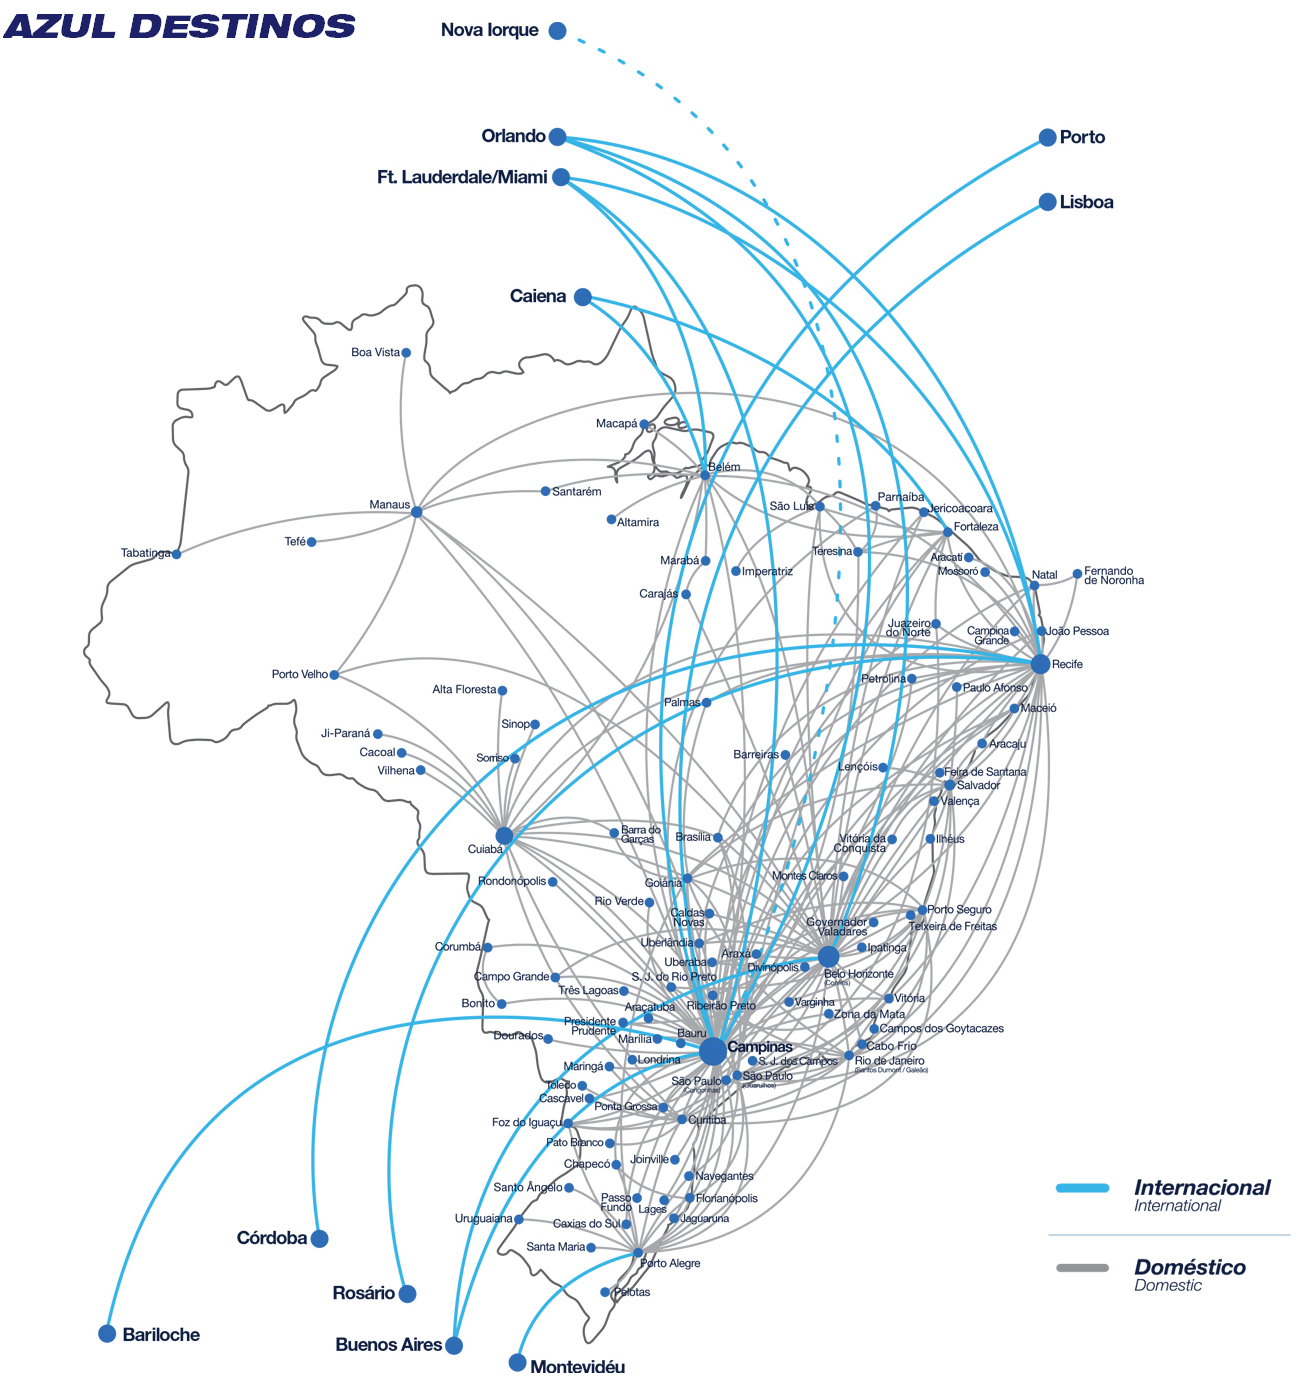 AZUL DESTINOS
Nova Iorque
Orlando
Porto
Ft. Lauderdale/Miami
Lisboa
Caiena
Boa Vista
Macapá
Belém
Santarém
Manaus
Altamira
São Luís
Parnaíba
Jericoacoara
Fortaleza
Tefé
Tabatinga
Teresina
Marabá
Imperatriz
Aracati
Mossoró
Natal
Fernando
de Noronha
Carajás
Juazeiro
do Norte
Campina
Grande
João Pessoa
Recife
Porto Velho
Alta Floresta
Palmas
Petrolina
Paulo Afonso
Maceió
Sinop
Ji-Paraná
Cacoal
Vilhena
Sorriso
Barreiras
Lençóis
Aracaju
Feira de Santana
Salvador
Valença
Cuiabá
Barra do
Garças
Brasília
Vitória da
Conquista
Ilhéus
Rondonópolis
Goiânia
Montes Claros
Rio Verde
Caldas
Novas
Governador
Valadares
Porto Seguro
Teixeira de Freitas
Corumbá
Uberlândia
Araxá
Ipatinga
Uberaba
Divinópolis
Belo Horizonte
(Confins)
Campo Grande
S. J. do Rio Preto
Três Lagoas
Bonito
Araçatuba
Ribeirão Preto
Varginha
Vitória
Zona da Mata
Presidente
Prudente
Dourados
Marília
Bauru
Campinas
Campos dos Goytacazes
Cabo Frio
Maringá
Londrina
S. J. dos Campos
Rio de Janeiro
(Santos Dumont / Galeão)
São Paulo
(Congonhas)
São Paulo
(Guarulhos)
Toledo
Cascavel
Ponta Grossa
Foz do Iguaçu
Curitiba
Pato Branco
Chapecó
Joinville
Navegantes
Santo Ângelo
Passo
Fundo
Lages
Florianópolis
Uruguaiana
Caxias do Sul
Jaguaruna
Santa Maria
Porto Alegre
Pelotas
Córdoba
Rosário
Bariloche
Buenos Aires
Montevidéu
Internacional
International
Doméstico
Domestic